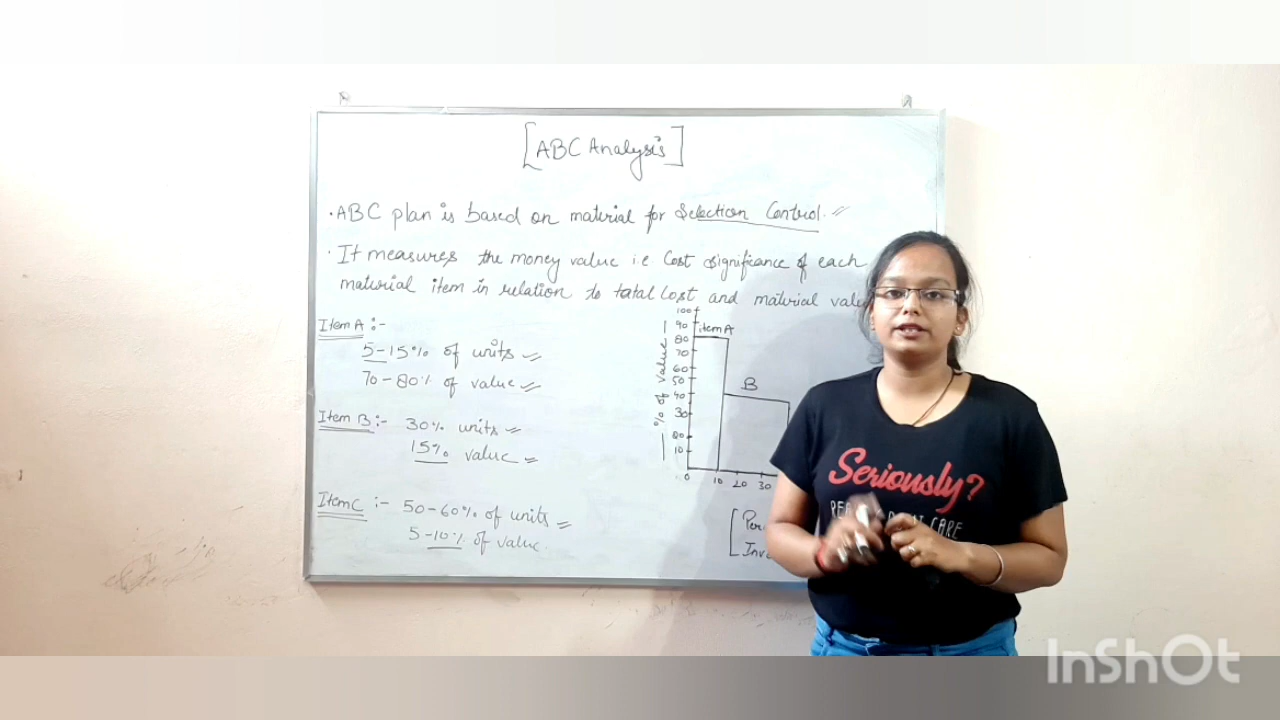 [ABC Analysis]
· ABC plan is based on material for Selection Control.
· It measures the money value i.e Cost significance of each
material item in relation to total Cost and material valu
Item A :-
5-15% of units
70-80% of value
Item B :- 30% units
15% value
Item C :- 50-60% of units
5-10% of value.
% of value
100
90
80
70
60
50
40
30
20
10
0
10 20 30
item A
B
Seriously?
CARE
InShOt